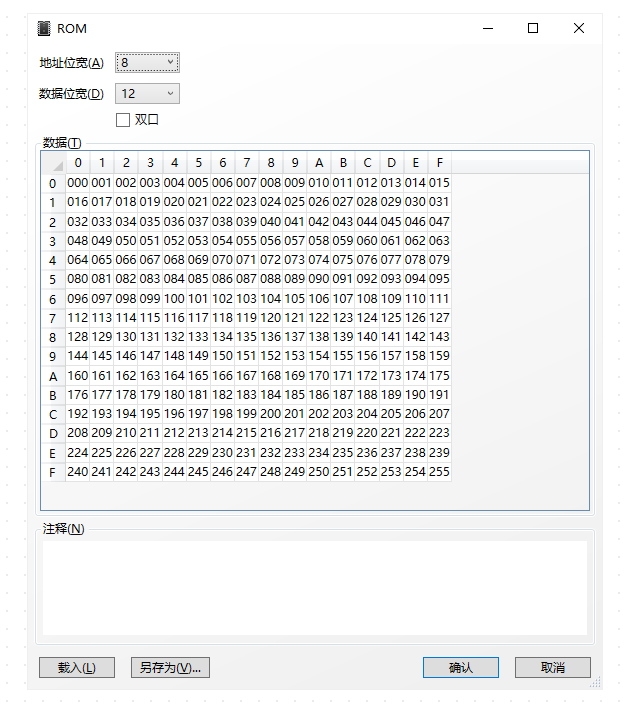 ROM
地址位宽(A) 8
数据位宽(D) 12
双口
数据(T)
0 1 2 3 4 5 6 7 8 9 A B C D E F
0 000 001 002 003 004 005 006 007 008 009 010 011 012 013 014 015
1 016 017 018 019 020 021 022 023 024 025 026 027 028 029 030 031
2 032 033 034 035 036 037 038 039 040 041 042 043 044 045 046 047
3 048 049 050 051 052 053 054 055 056 057 058 059 060 061 062 063
4 064 065 066 067 068 069 070 071 072 073 074 075 076 077 078 079
5 080 081 082 083 084 085 086 087 088 089 090 091 092 093 094 095
6 096 097 098 099 100 101 102 103 104 105 106 107 108 109 110 111
7 112 113 114 115 116 117 118 119 120 121 122 123 124 125 126 127
8 128 129 130 131 132 133 134 135 136 137 138 139 140 141 142 143
9 144 145 146 147 148 149 150 151 152 153 154 155 156 157 158 159
A 160 161 162 163 164 165 166 167 168 169 170 171 172 173 174 175
B 176 177 178 179 180 181 182 183 184 185 186 187 188 189 190 191
C 192 193 194 195 196 197 198 199 200 201 202 203 204 205 206 207
D 208 209 210 211 212 213 214 215 216 217 218 219 220 221 222 223
E 224 225 226 227 228 229 230 231 232 233 234 235 236 237 238 239
F 240 241 242 243 244 245 246 247 248 249 250 251 252 253 254 255
注释(N)
载入(L) 另存为(V)... 确认 取消